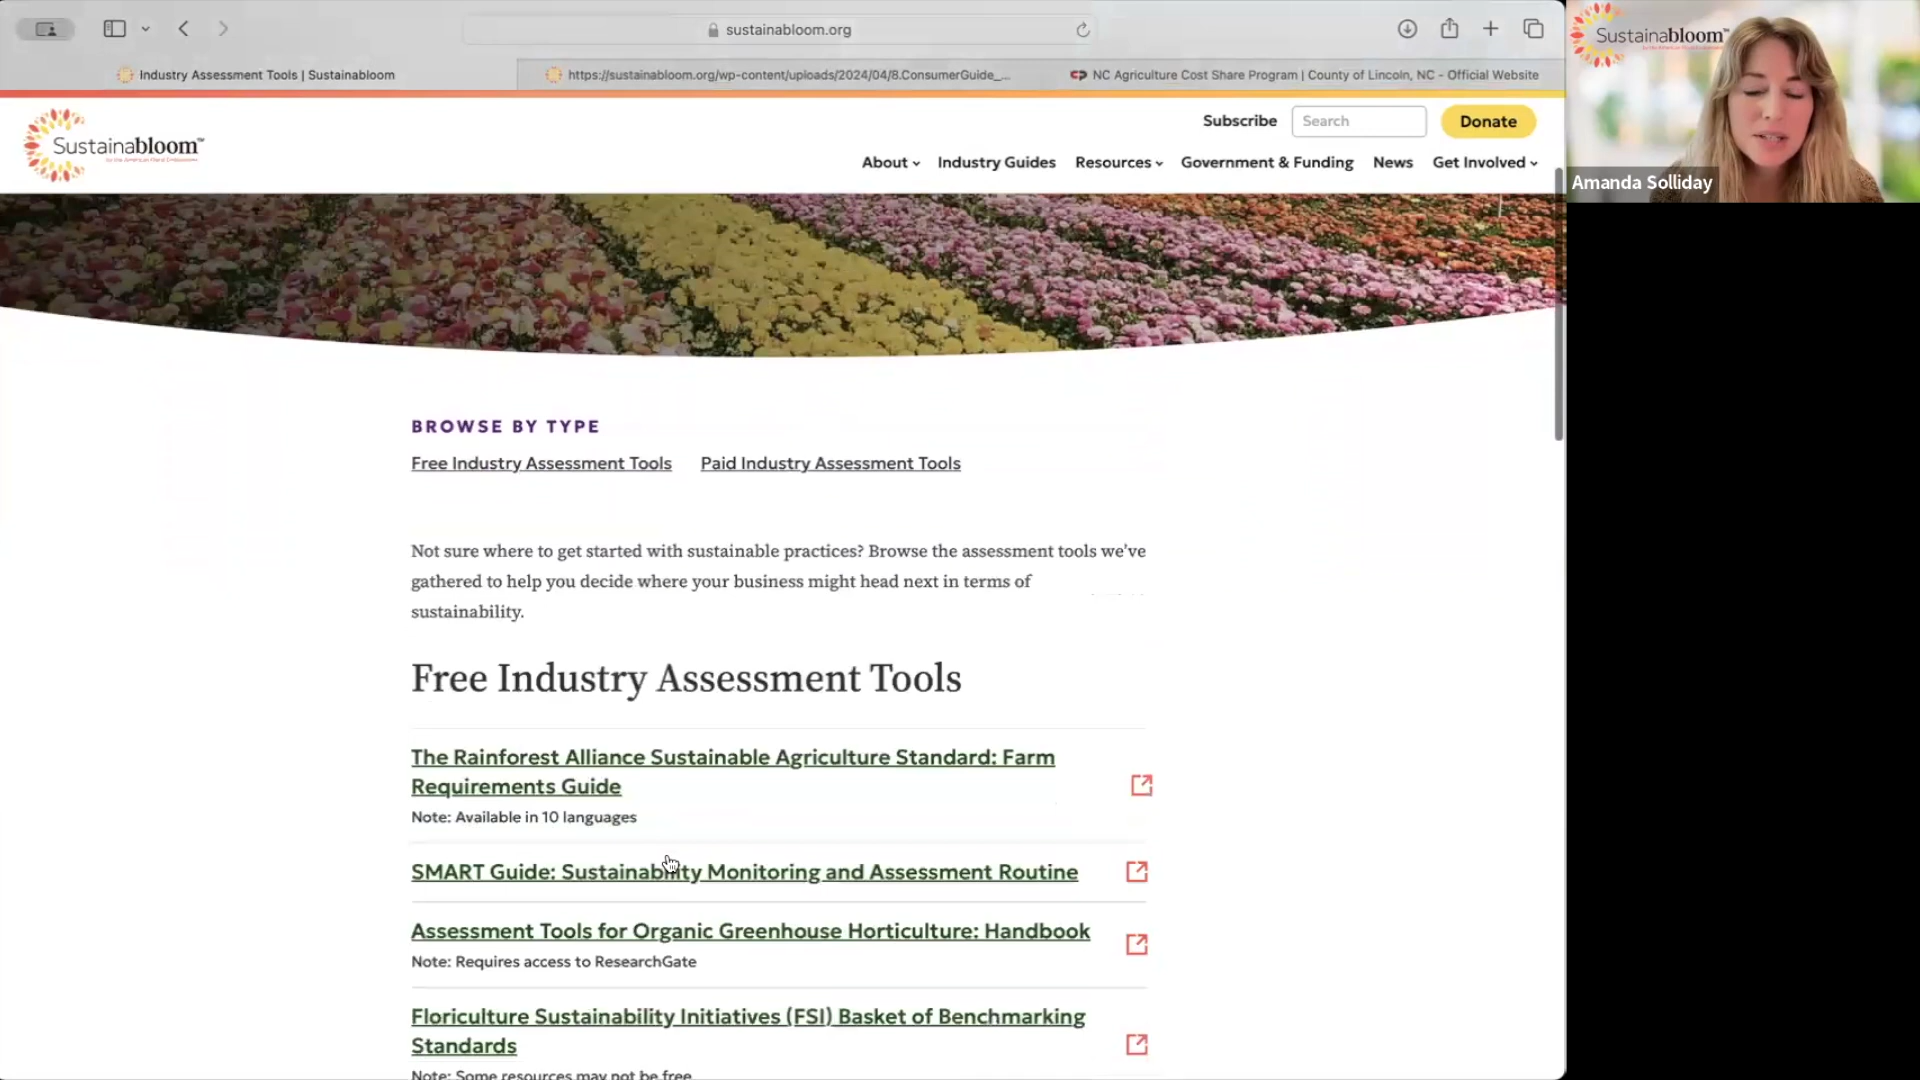 sustainabloom.org
Industry Assessment Tools | Sustainabloom
https://sustainabloom.org/wp-content/uploads/2024/04/8.ConsumerGuide_...
NC Agriculture Cost Share Program | County of Lincoln, NC - Official Website
Sustainabloom™
Subscribe
Search
Donate
About
Industry Guides
Resources
Government & Funding
News
Get Involved
Sustainabloom™
Amanda Solliday
BROWSE BY TYPE
Free Industry Assessment Tools
Paid Industry Assessment Tools
Not sure where to get started with sustainable practices? Browse the assessment tools we've
gathered to help you decide where your business might head next in terms of
sustainability.
Free Industry Assessment Tools
The Rainforest Alliance Sustainable Agriculture Standard: Farm
Requirements Guide
Note: Available in 10 languages
SMART Guide: Sustainability Monitoring and Assessment Routine
Assessment Tools for Organic Greenhouse Horticulture: Handbook
Note: Requires access to ResearchGate
Floriculture Sustainability Initiatives (FSI) Basket of Benchmarking
Standards
Note: Some resources may not be free